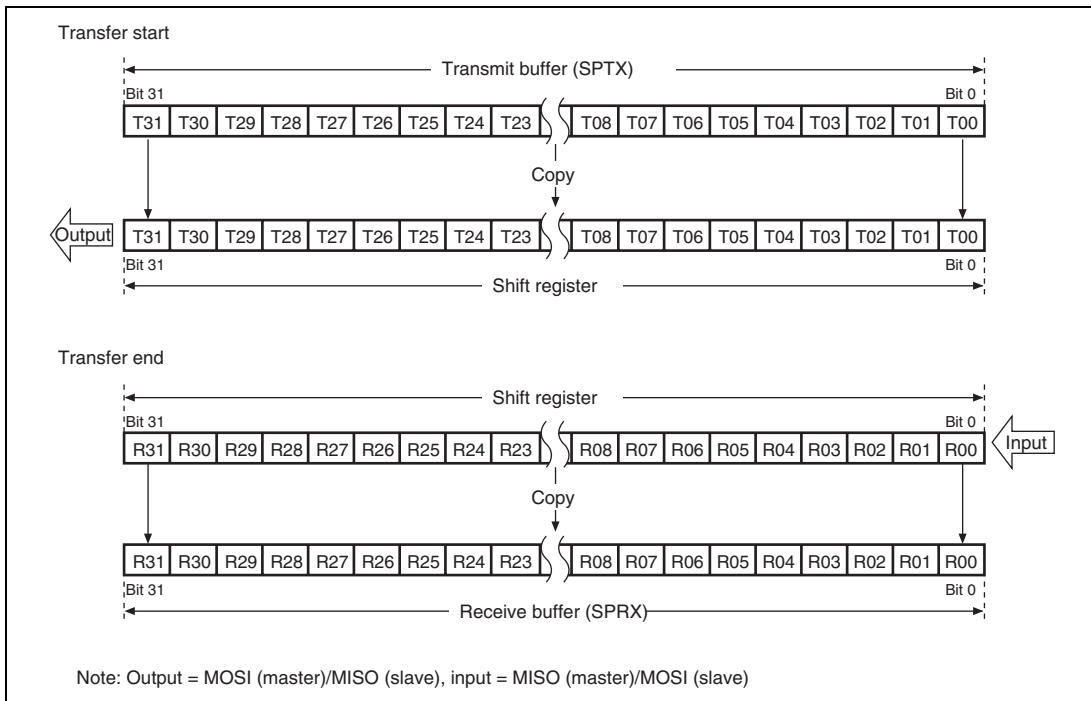 Transfer start
Transmit buffer (SPTX)
Bit 31 Bit 0
T31 T30 T29 T28 T27 T26 T25 T24 T23 T08 T07 T06 T05 T04 T03 T02 T01 T00
Copy
Output T31 T30 T29 T28 T27 T26 T25 T24 T23 T08 T07 T06 T05 T04 T03 T02 T01 T00
Bit 31 Bit 0
Shift register
Transfer end
Shift register
Bit 31 Bit 0
R31 R30 R29 R28 R27 R26 R25 R24 R23 R08 R07 R06 R05 R04 R03 R02 R01 R00 Input
Copy
R31 R30 R29 R28 R27 R26 R25 R24 R23 R08 R07 R06 R05 R04 R03 R02 R01 R00
Bit 31 Bit 0
Receive buffer (SPRX)
Note: Output = MOSI (master)/MISO (slave), input = MISO (master)/MOSI (slave)